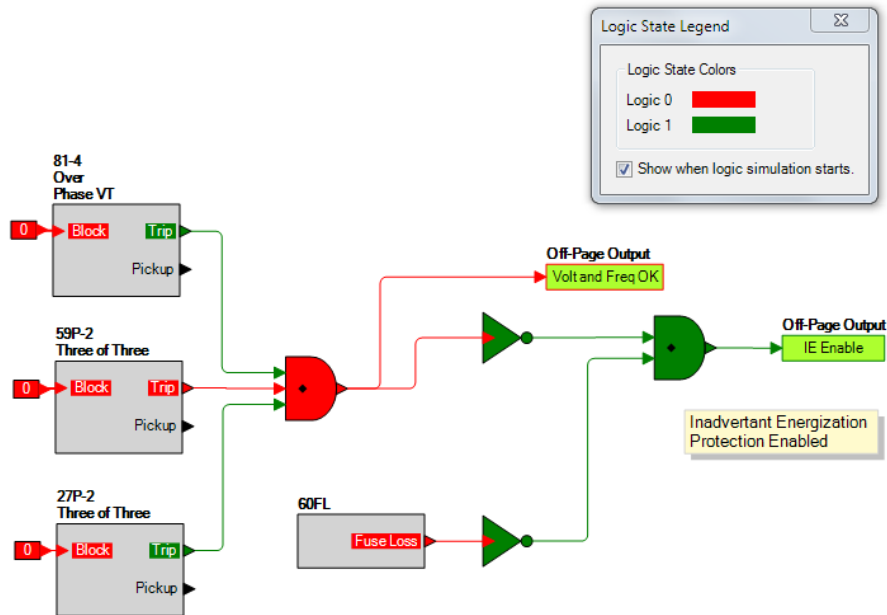 Logic State Legend
Logic State Colors
Logic 0
Logic 1
Show when logic simulation starts.
81-4
Over
Phase VT
0
Block
Trip
Pickup
Off-Page Output
Volt and Freq OK
59P-2
Three of Three
0
Block
Trip
Pickup
Off-Page Output
IE Enable
Inadvertant Energization
Protection Enabled
27P-2
Three of Three
0
Block
Trip
Pickup
60FL
Fuse Loss